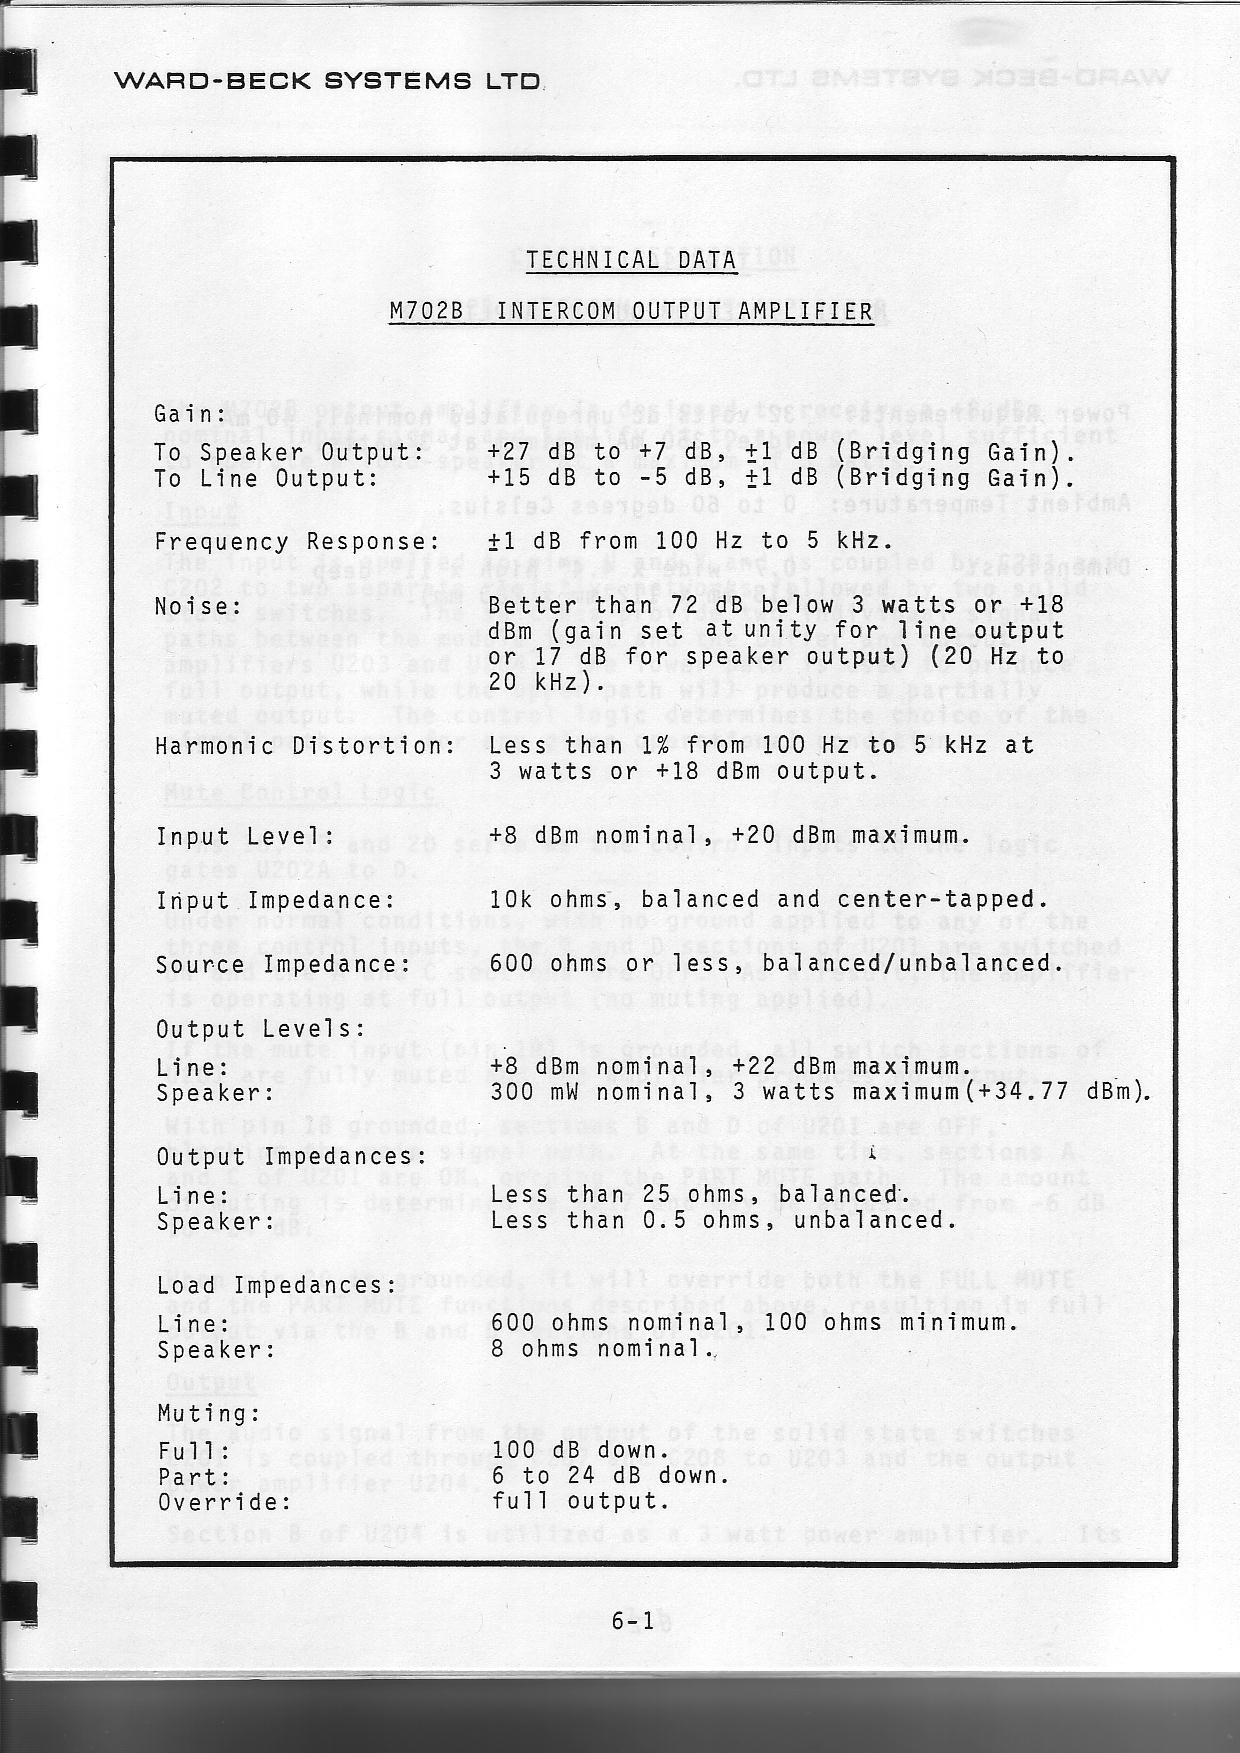 WARD-BECK SYSTEMS LTD.
TECHNICAL DATA
M702B INTERCOM OUTPUT AMPLIFIER
Gain:
To Speaker Output: +27 dB to +7 dB, ±1 dB (Bridging Gain).
To Line Output: +15 dB to -5 dB, ±1 dB (Bridging Gain).
Frequency Response: ±1 dB from 100 Hz to 5 kHz.
Noise: Better than 72 dB below 3 watts or +18
dBm (gain set at unity for line output
or 17 dB for speaker output) (20 Hz to
20 kHz).
Harmonic Distortion: Less than 1% from 100 Hz to 5 kHz at
3 watts or +18 dBm output.
Input Level: +8 dBm nominal, +20 dBm maximum.
Input Impedance: 10k ohms, balanced and center-tapped.
Source Impedance: 600 ohms or less, balanced/unbalanced.
Output Levels:
Line: +8 dBm nominal, +22 dBm maximum.
Speaker: 300 mW nominal, 3 watts maximum(+34.77 dBm).
Output Impedances:
Line: Less than 25 ohms, balanced.
Speaker: Less than 0.5 ohms, unbalanced.
Load Impedances:
Line: 600 ohms nominal, 100 ohms minimum.
Speaker: 8 ohms nominal.
Muting:
Full: 100 dB down.
Part: 6 to 24 dB down.
Override: full output.
6-1